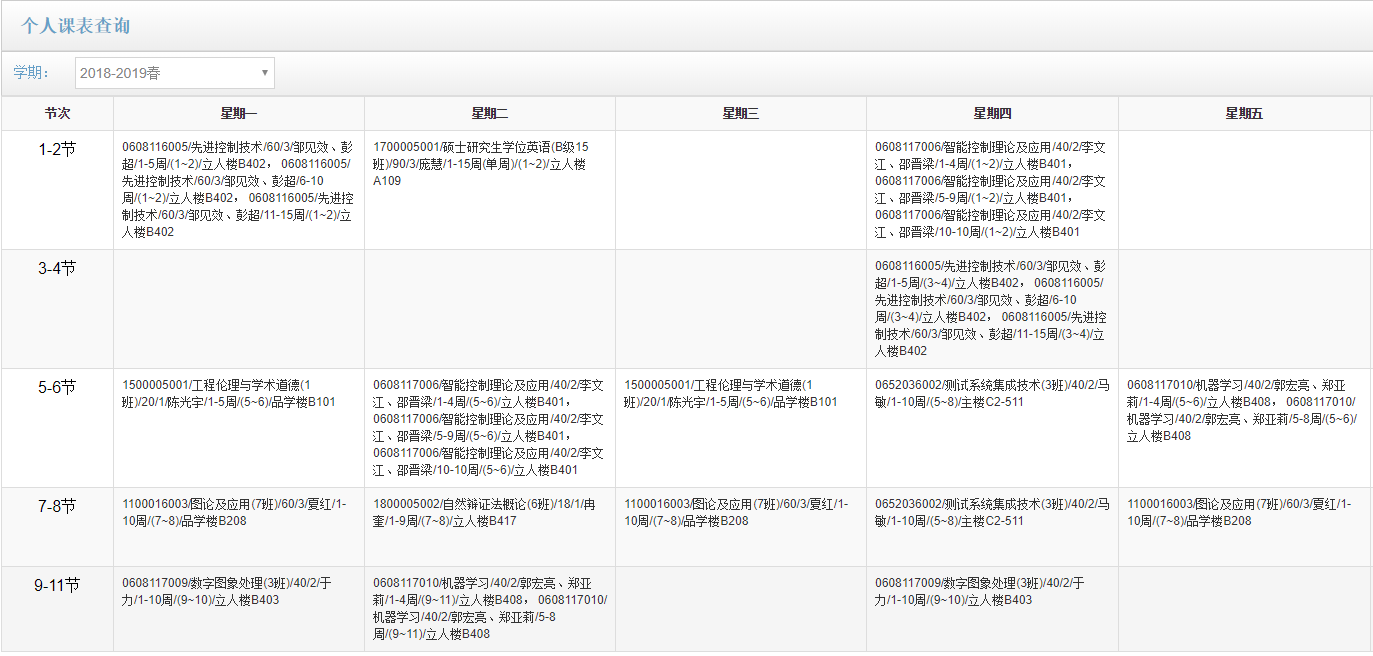 个人课表查询
学期：
2018-2019春
节次
星期一
星期二
星期三
星期四
星期五
1-2节
0608116005/先进控制技术/60/3/邹见效、彭
超/1-5周/(1~2)/立人楼B402， 0608116005/
先进控制技术/60/3/邹见效、彭超/6-10
周/(1~2)/立人楼B402， 0608116005/先进控
制技术/60/3/邹见效、彭超/11-15周/(1~2)/立
人楼B402
1700005001/硕士研究生学位英语(B级15
班)/90/3/庞慧/1-15周(单周)/(1~2)/立人楼
A109
0608117006/智能控制理论及应用/40/2/李文
江、邵晋梁/1-4周/(1~2)/立人楼B401，
0608117006/智能控制理论及应用/40/2/李文
江、邵晋梁/5-9周/(1~2)/立人楼B401，
0608117006/智能控制理论及应用/40/2/李文
江、邵晋梁/10-10周/(1~2)/立人楼B401
3-4节
0608116005/先进控制技术/60/3/邹见效、彭
超/1-5周/(3~4)/立人楼B402， 0608116005/
先进控制技术/60/3/邹见效、彭超/6-10
周/(3~4)/立人楼B402， 0608116005/先进控
制技术/60/3/邹见效、彭超/11-15周/(3~4)/立
人楼B402
5-6节
1500005001/工程伦理与学术道德(1
班)/20/1/陈光宇/1-5周/(5~6)/品学楼B101
0608117006/智能控制理论及应用/40/2/李文
江、邵晋梁/1-4周/(5~6)/立人楼B401，
0608117006/智能控制理论及应用/40/2/李文
江、邵晋梁/5-9周/(5~6)/立人楼B401，
0608117006/智能控制理论及应用/40/2/李文
江、邵晋梁/10-10周/(5~6)/立人楼B401
1500005001/工程伦理与学术道德(1
班)/20/1/陈光宇/1-5周/(5~6)/品学楼B101
0652036002/测试系统集成技术(3班)/40/2/马
敏/1-10周/(5~8)/主楼C2-511
0608117010/机器学习/40/2/郭宏亮、郑亚
莉/1-4周/(5~6)/立人楼B408， 0608117010/
机器学习/40/2/郭宏亮、郑亚莉/5-8周/(5~6)/
立人楼B408
7-8节
1100016003/图论及应用(7班)/60/3/夏红/1-
10周/(7~8)/品学楼B208
1800005002/自然辩证法概论(6班)/18/1/冉
奎/1-9周/(7~8)/立人楼B417
1100016003/图论及应用(7班)/60/3/夏红/1-
10周/(7~8)/品学楼B208
0652036002/测试系统集成技术(3班)/40/2/马
敏/1-10周/(5~8)/主楼C2-511
1100016003/图论及应用(7班)/60/3/夏红/1-
10周/(7~8)/品学楼B208
9-11节
0608117009/数字图象处理(3班)/40/2/于
力/1-10周/(9~10)/立人楼B403
0608117010/机器学习/40/2/郭宏亮、郑亚
莉/1-4周/(9~11)/立人楼B408， 0608117010/
机器学习/40/2/郭宏亮、郑亚莉/5-8
周/(9~11)/立人楼B408
0608117009/数字图象处理(3班)/40/2/于
力/1-10周/(9~10)/立人楼B403